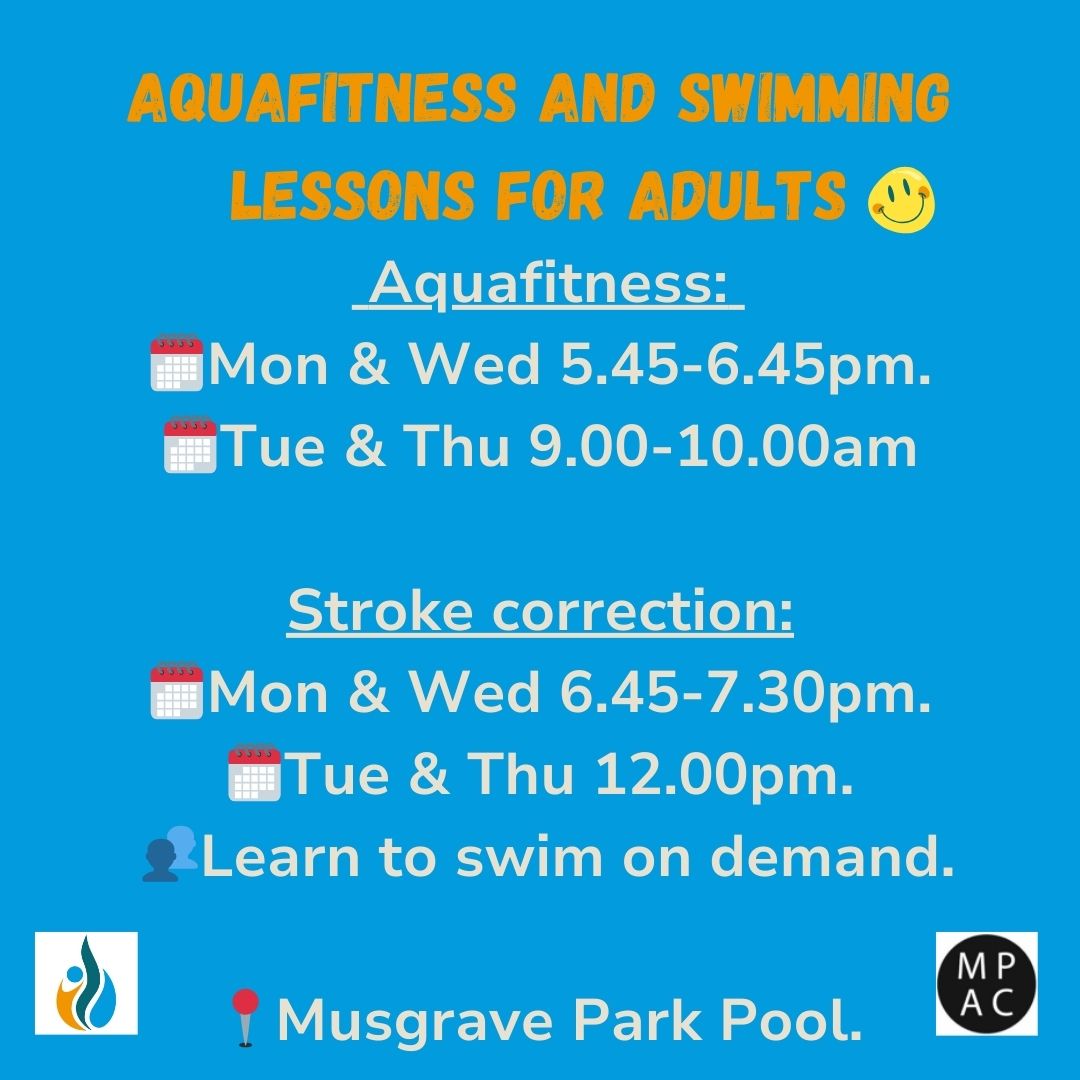 AQUAFITNESS AND SWIMMING
LESSONS FOR ADULTS
Aquafitness:
Mon & Wed 5.45-6.45pm.
Tue & Thu 9.00-10.00am
Stroke correction:
Mon & Wed 6.45-7.30pm.
Tue & Thu 12.00pm.
Learn to swim on demand.
Musgrave Park Pool.
M P
A C